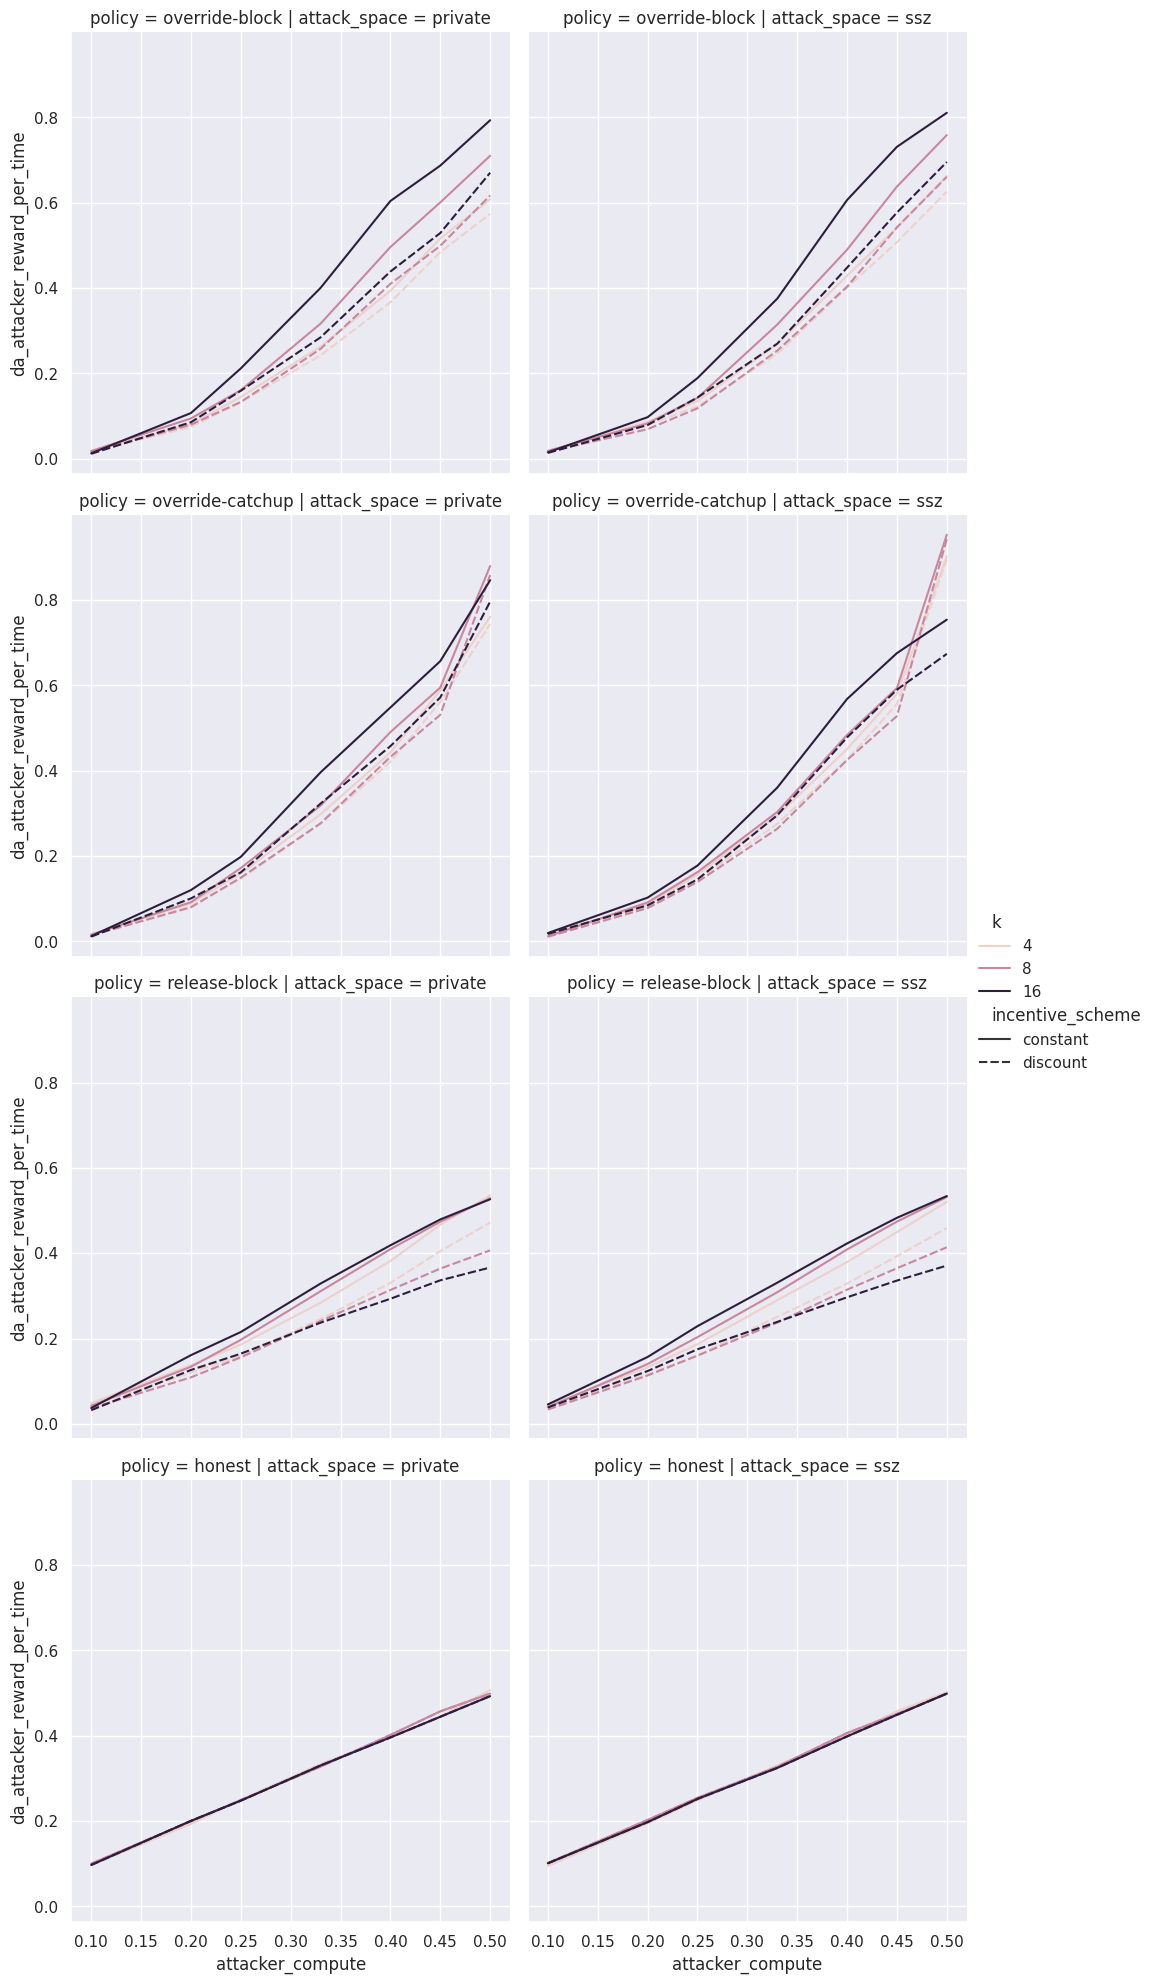 policy = override-block | attack_space = private
policy = override-block | attack_space = ssz
da_attacker_reward_per_time
0.8
0.6
0.4
0.2
0.0
policy = override-catchup | attack_space = private
policy = override-catchup | attack_space = ssz
da_attacker_reward_per_time
0.8
0.6
0.4
0.2
0.0
k
4
8
16
incentive_scheme
constant
discount
policy = release-block | attack_space = private
policy = release-block | attack_space = ssz
da_attacker_reward_per_time
0.8
0.6
0.4
0.2
0.0
policy = honest | attack_space = private
policy = honest | attack_space = ssz
da_attacker_reward_per_time
0.8
0.6
0.4
0.2
0.0
0.10 0.15 0.20 0.25 0.30 0.35 0.40 0.45 0.50
attacker_compute
0.10 0.15 0.20 0.25 0.30 0.35 0.40 0.45 0.50
attacker_compute